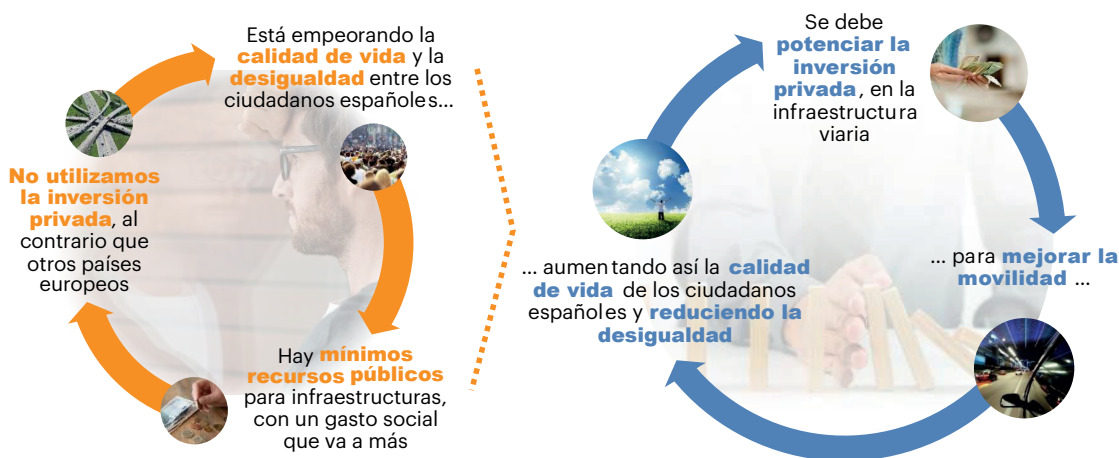 Está empeorando la
calidad de vida y la
desigualdad entre los
ciudadanos españoles...
No utilizamos
la inversión
privada, al
contrario que
otros países
europeos
Hay mínimos
recursos públicos
para infraestructuras,
con un gasto social
que va a más
Se debe
potenciar la
inversión
privada, en la
infraestructura
viaria
... para mejorar la
movilidad ...
... aumentando así la calidad
de vida de los ciudadanos
españoles y reduciendo la
desigualdad